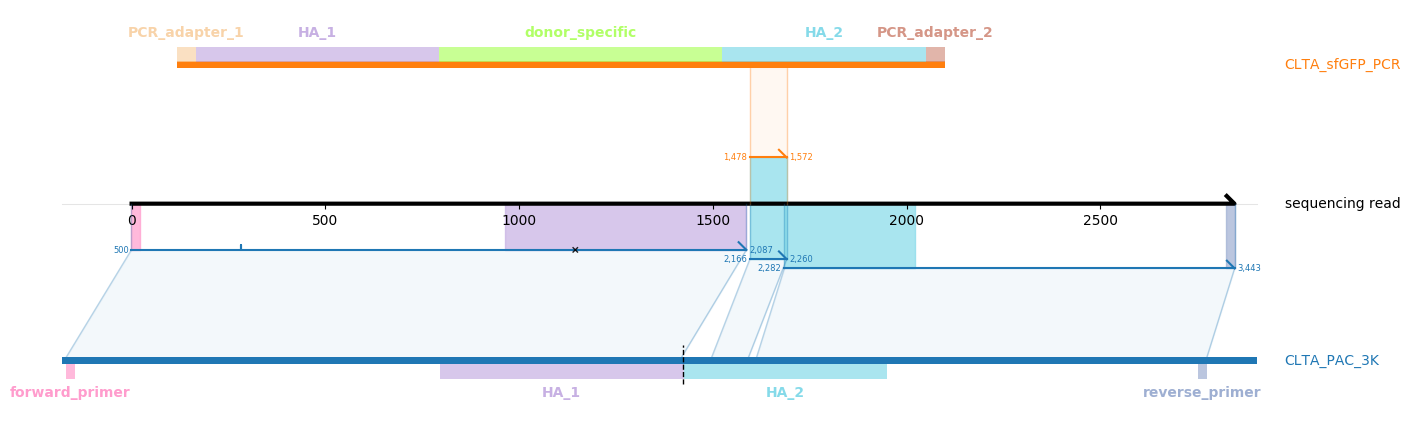 PCR_adapter_1 HA_1 donor_specific HA_2 PCR_adapter_2
CLTA_sfGFP_PCR
1,478 1,572
sequencing read
0 500 1000 1500 2000 2500
500 2,087
2,166 2,260
2,282 3,443
CLTA_PAC_3K
forward_primer HA_1 HA_2 reverse_primer